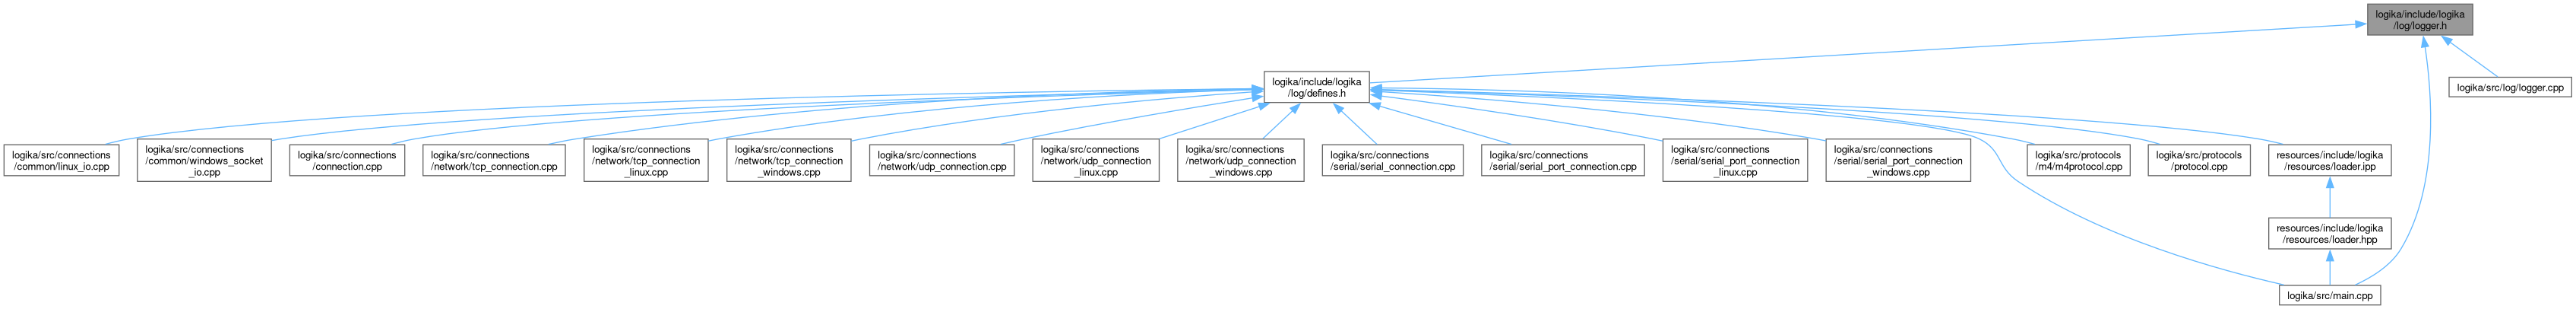 logika/include/logika
/log/logger.h
logika/include/logika
/log/defines.h
logika/src/log/logger.cpp
logika/src/connections
/common/linux_io.cpp
logika/src/connections
/common/windows_socket
_io.cpp
logika/src/connections
/connection.cpp
logika/src/connections
/network/tcp_connection.cpp
logika/src/connections
/network/tcp_connection
_linux.cpp
logika/src/connections
/network/tcp_connection
_windows.cpp
logika/src/connections
/network/udp_connection.cpp
logika/src/connections
/network/udp_connection
_linux.cpp
logika/src/connections
/network/udp_connection
_windows.cpp
logika/src/connections
/serial/serial_connection.cpp
logika/src/connections
/serial/serial_port_connection.cpp
logika/src/connections
/serial/serial_port_connection
_linux.cpp
logika/src/connections
/serial/serial_port_connection
_windows.cpp
logika/src/protocols
/m4/m4protocol.cpp
logika/src/protocols
/protocol.cpp
resources/include/logika
/resources/loader.ipp
resources/include/logika
/resources/loader.hpp
logika/src/main.cpp